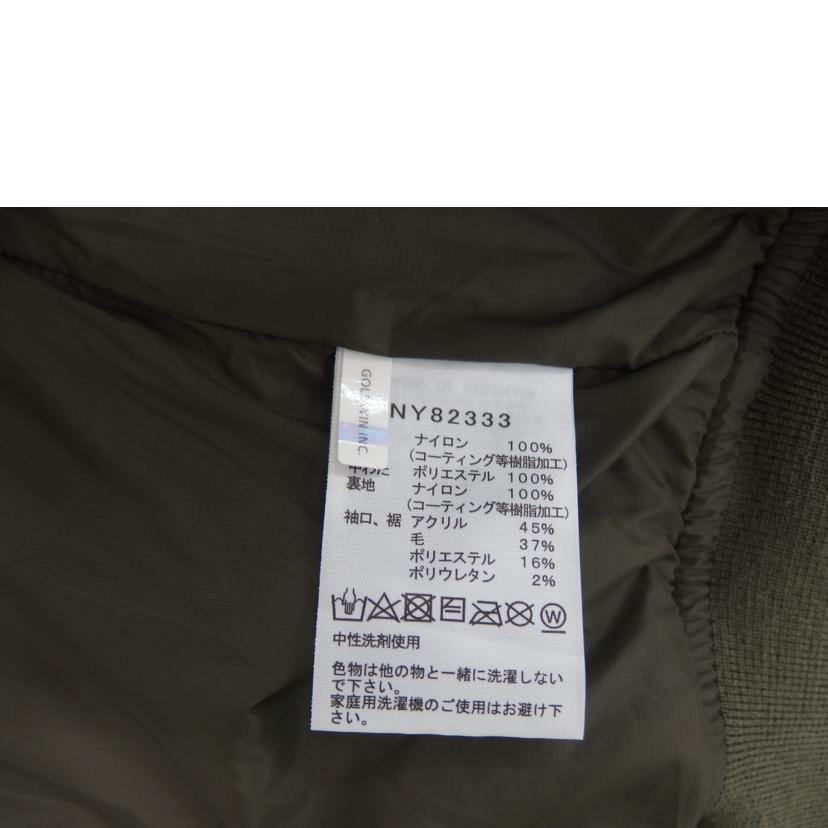 GOLDWIN INC.
NY82333
ナイロン 100%
(コーティング等樹脂加工)
中わた ポリエステル 100%
裏地 ナイロン 100%
(コーティング等樹脂加工)
袖口、裾 アクリル 45%
毛 37%
ポリエステル 16%
ポリウレタン 2%
W
中性洗剤使用
色物は他の物と一緒に洗濯しない
で下さい。
家庭用洗濯機のご使用はお避け下
さい。